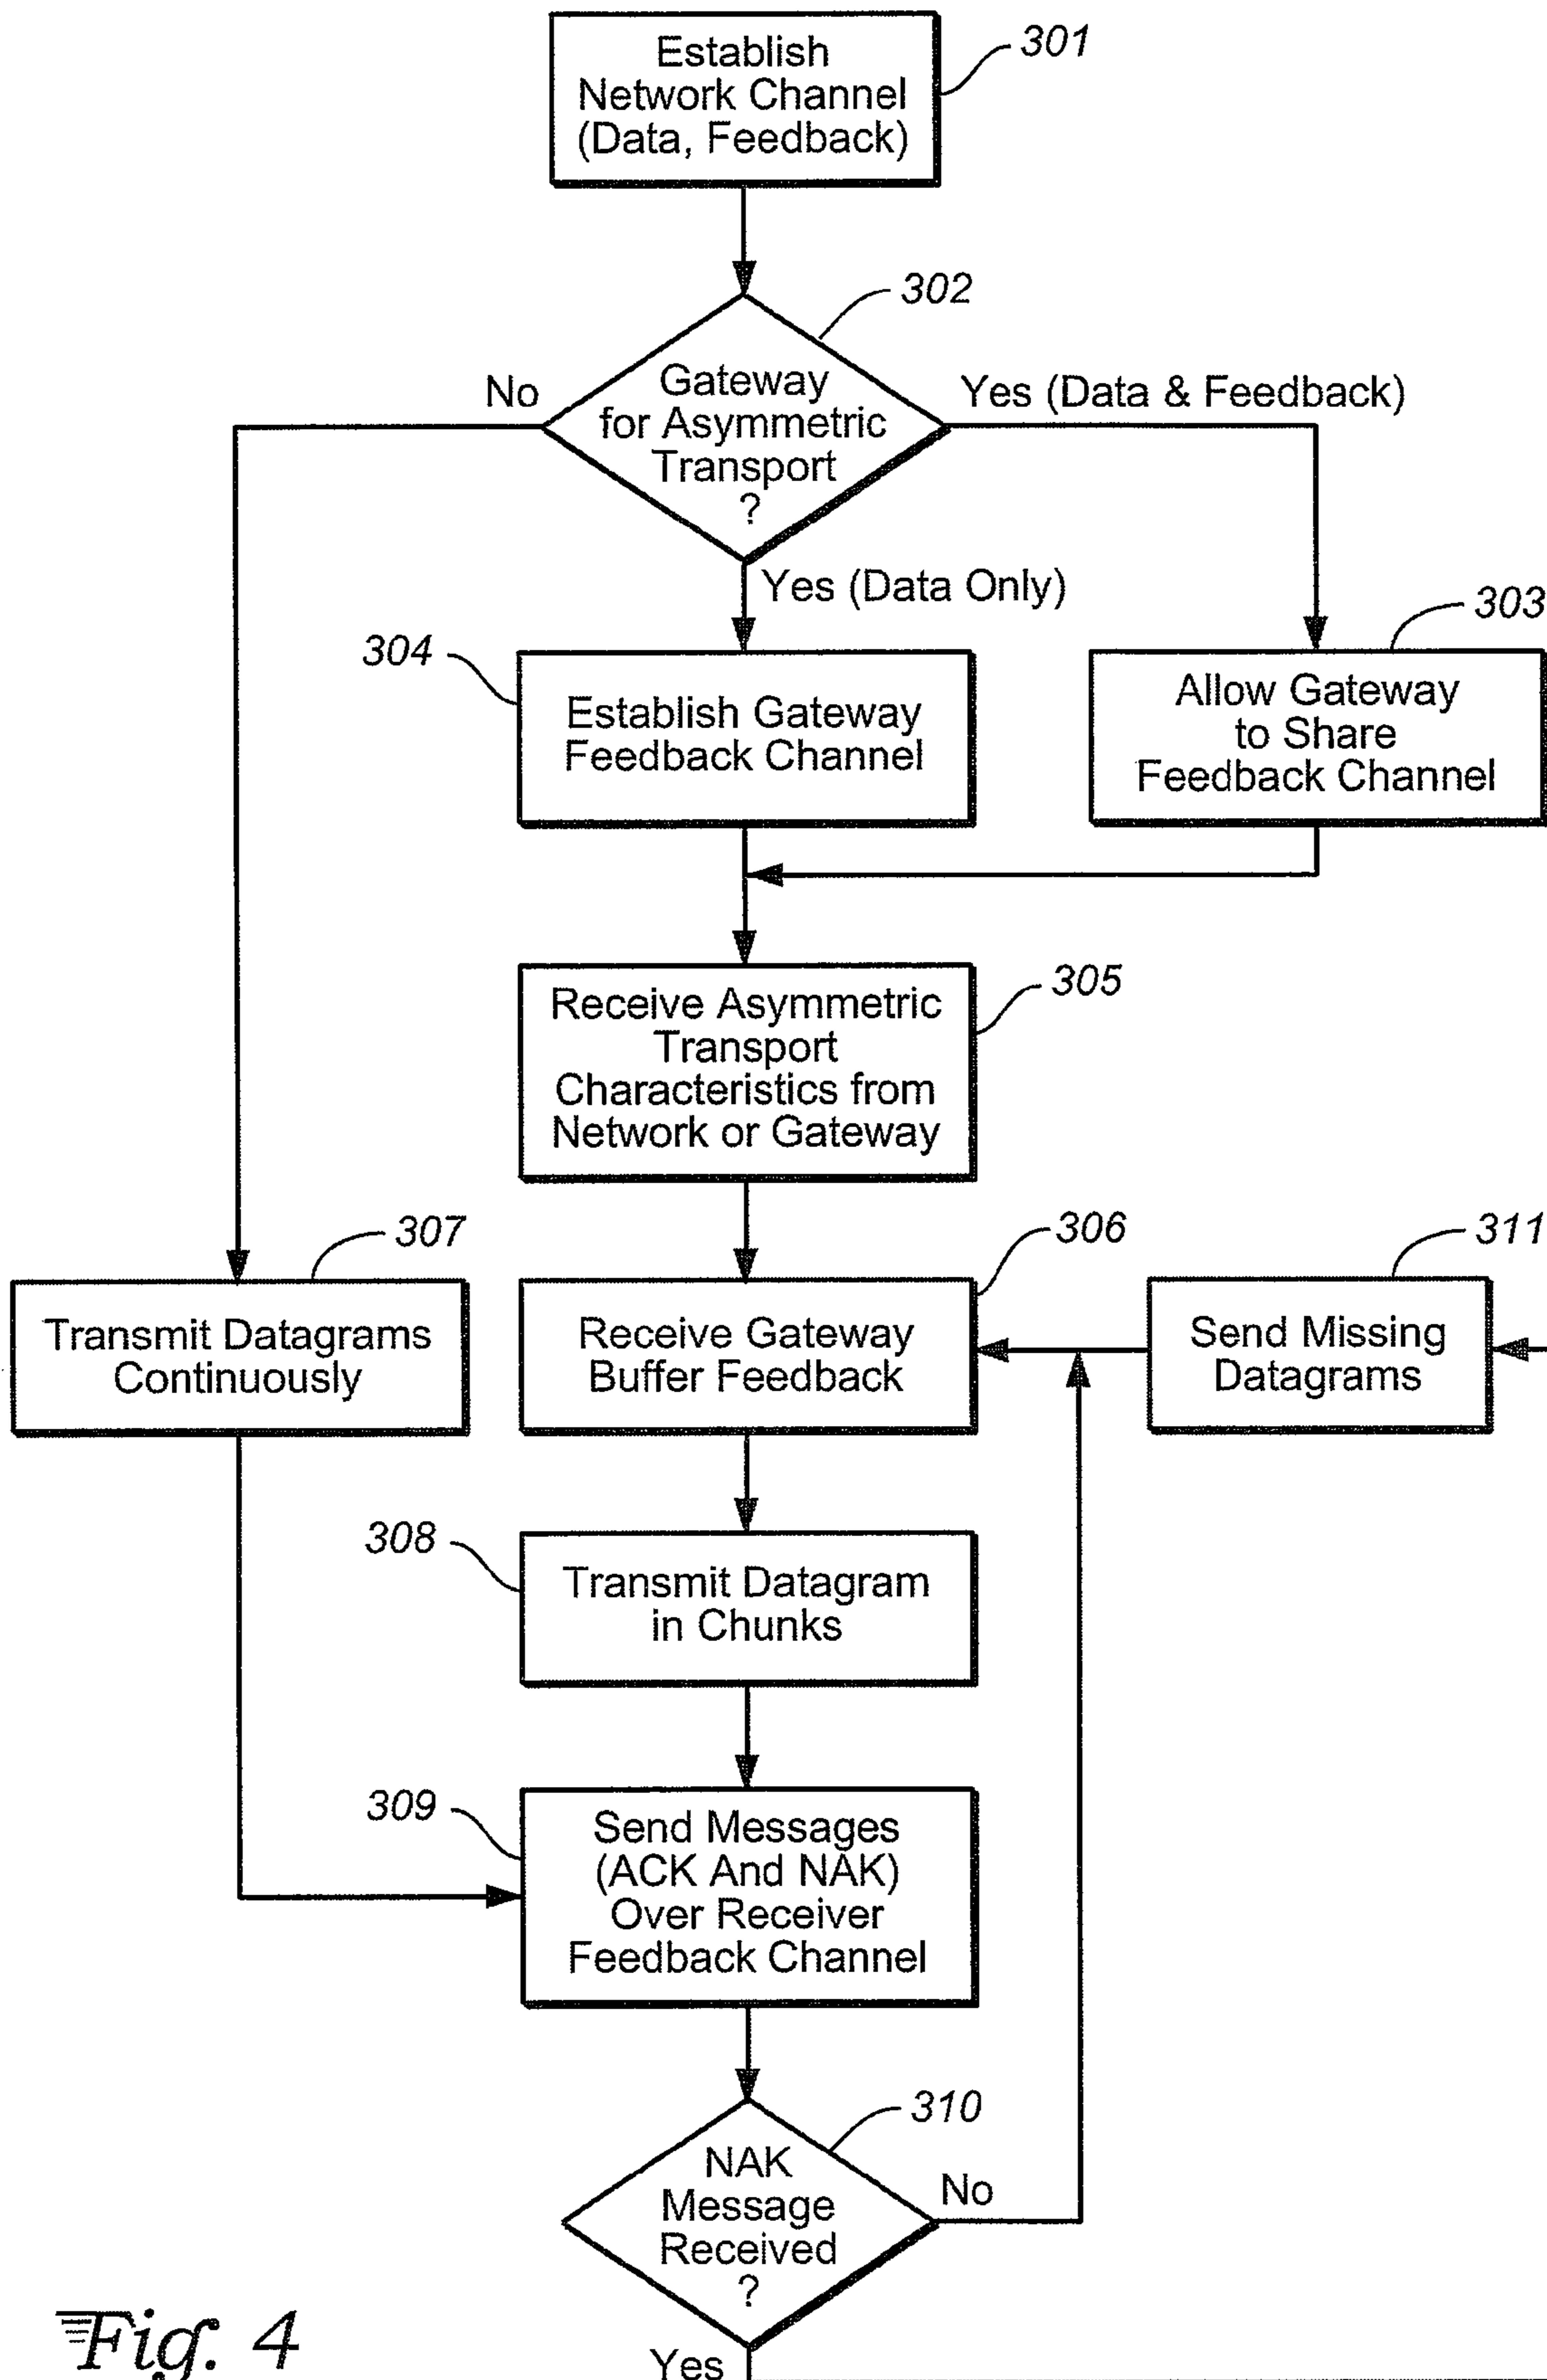 Establish
Network Channel
(Data, Feedback)
301
302
Gateway
for Asymmetric
Transport
?
No
Yes (Data & Feedback)
Yes (Data Only)
303
304
Establish Gateway
Feedback Channel
Allow Gateway
to Share
Feedback Channel
305
Receive Asymmetric
Transport
Characteristics from
Network or Gateway
307
306
311
Transmit Datagrams
Continuously
Receive Gateway
Buffer Feedback
Send Missing
Datagrams
308
Transmit Datagram
in Chunks
309
Send Messages
(ACK And NAK)
Over Receiver
Feedback Channel
310
NAK
Message
Received
?
No
Yes
Fig. 4